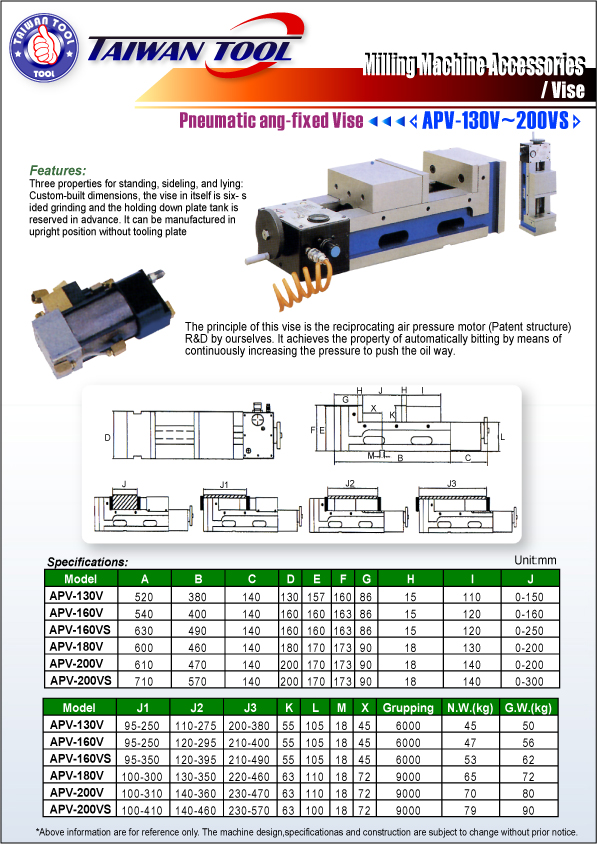 TAIWAN TOOL
TOOL
TAIWAN TOOL
Milling Machine Accessories
/ Vise
Pneumatic ang-fixed Vise APV-130V~200VS
Features:
Three properties for standing, sideling, and lying:
Custom-built dimensions, the vise in itself is six- s
ided grinding and the holding down plate tank is
reserved in advance. It can be manufactured in
upright position without tooling plate
The principle of this vise is the reciprocating air pressure motor (Patent structure)
R&D by ourselves. It achieves the property of automatically bitting by means of
continuously increasing the pressure to push the oil way.
H J H I
G
X K
D F E L
M B C
J J1 J2 J3
Specifications: Unit:mm
Model A B C D E F G H I J
APV-130V 520 380 140 130 157 160 86 15 110 0-150
APV-160V 540 400 140 160 160 163 86 15 120 0-160
APV-160VS 630 490 140 160 160 163 86 15 120 0-250
APV-180V 600 460 140 180 170 173 90 18 130 0-200
APV-200V 610 470 140 200 170 173 90 18 140 0-200
APV-200VS 710 570 140 200 170 173 90 18 140 0-300
Model J1 J2 J3 K L M X Grupping N.W.(kg) G.W.(kg)
APV-130V 95-250 110-275 200-380 55 105 18 45 6000 45 50
APV-160V 95-250 120-295 210-400 55 105 18 45 6000 47 56
APV-160VS 95-350 120-395 210-490 55 105 18 45 6000 53 62
APV-180V 100-300 130-350 220-460 63 110 18 72 9000 65 72
APV-200V 100-310 140-360 230-470 63 110 18 72 9000 70 80
APV-200VS 100-410 140-460 230-570 63 100 18 72 9000 79 90
*Above information are for reference only. The machine design,specificationas and construction are subject to change without prior notice.